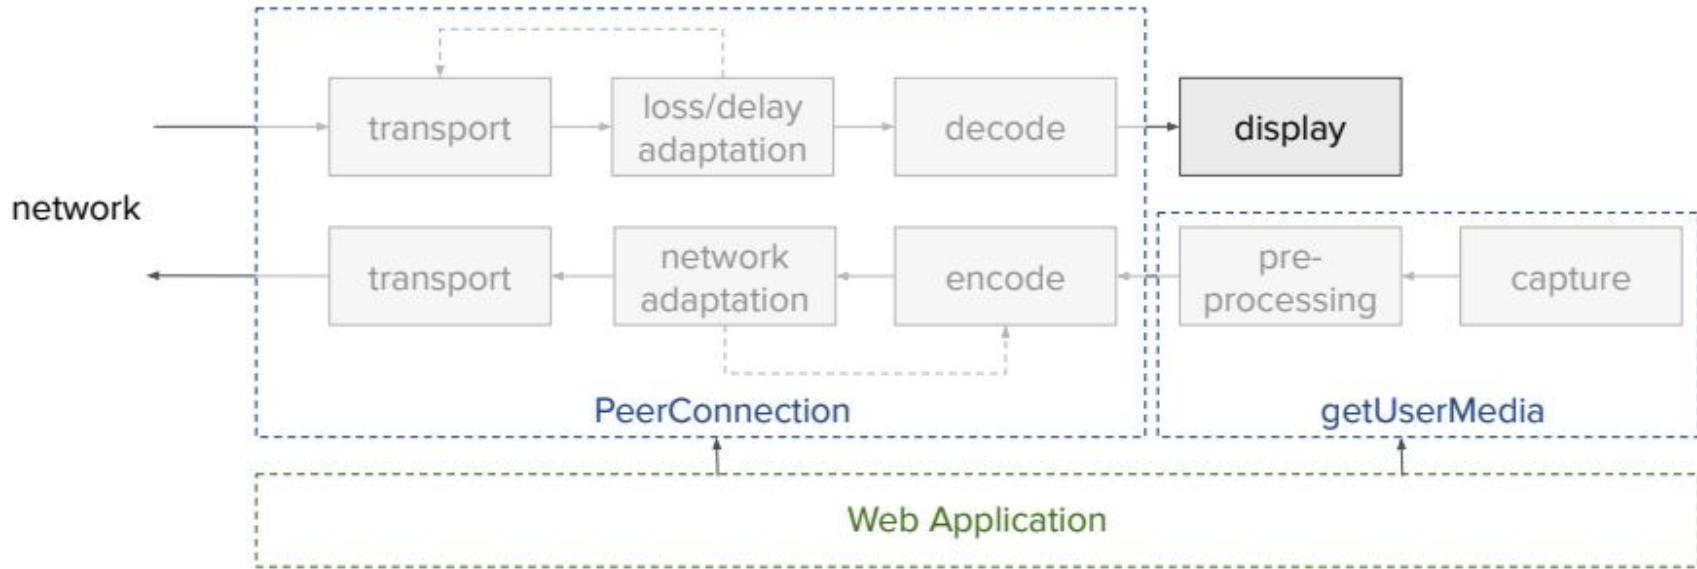 transport
loss/delay
adaptation
decode
display
network
transport
network
adaptation
encode
pre-
processing
capture
PeerConnection
getUserMedia
Web Application